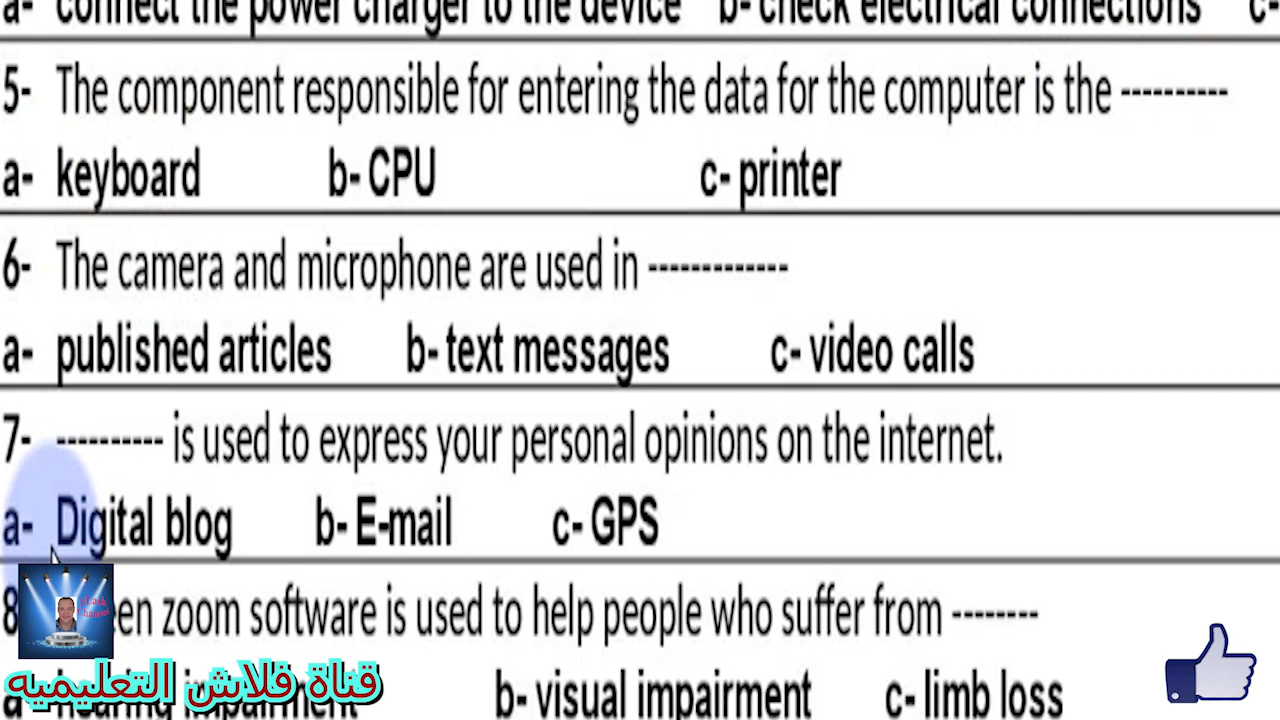 a- connect the power charger to the device b- check electrical connections c-
5- The component responsible for entering the data for the computer is the ----------
a- keyboard b- CPU c- printer
6- The camera and microphone are used in -------------
a- published articles b- text messages c- video calls
7- ---------- is used to express your personal opinions on the internet.
a- Digital blog b- E-mail c- GPS
8 zoom software is used to help people who suffer from --------
a- hearing impairment b- visual impairment c- limb loss
قناة فلاش التعليميه